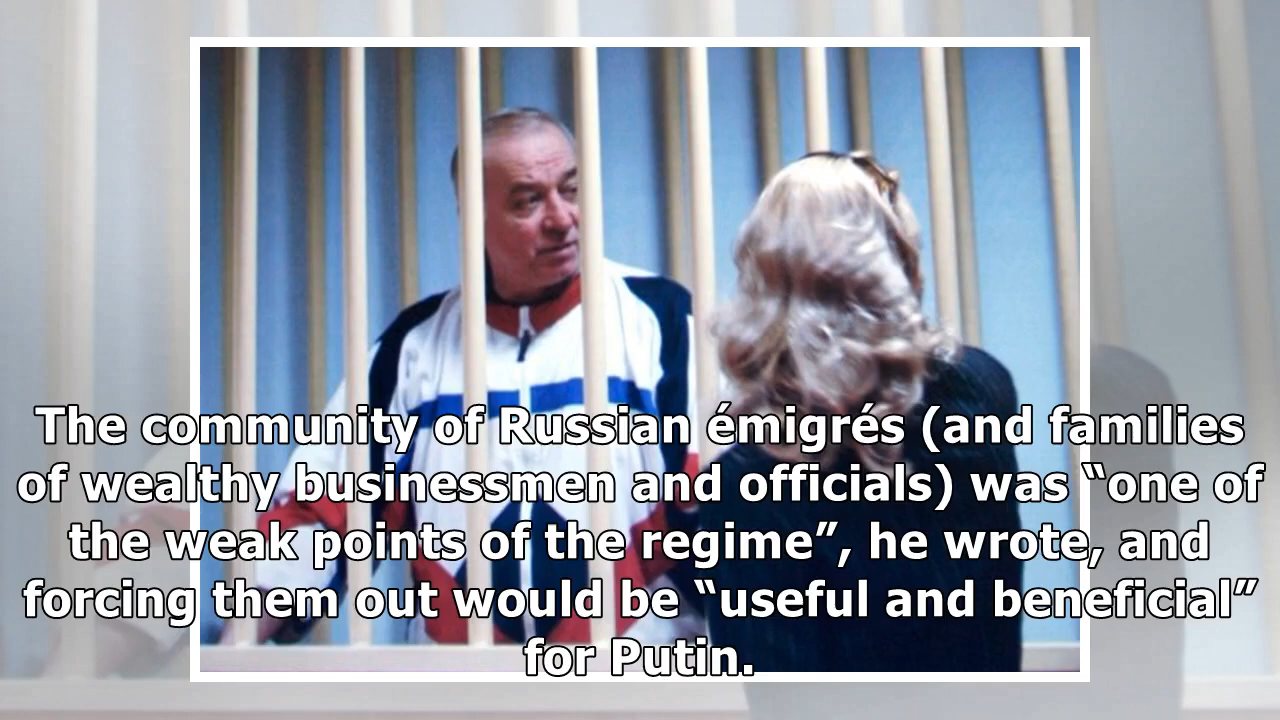 The community of Russian émigrés (and families
of wealthy businessmen and officials) was “one of
the weak points of the regime”, he wrote, and
forcing them out would be “useful and beneficial”
for Putin.